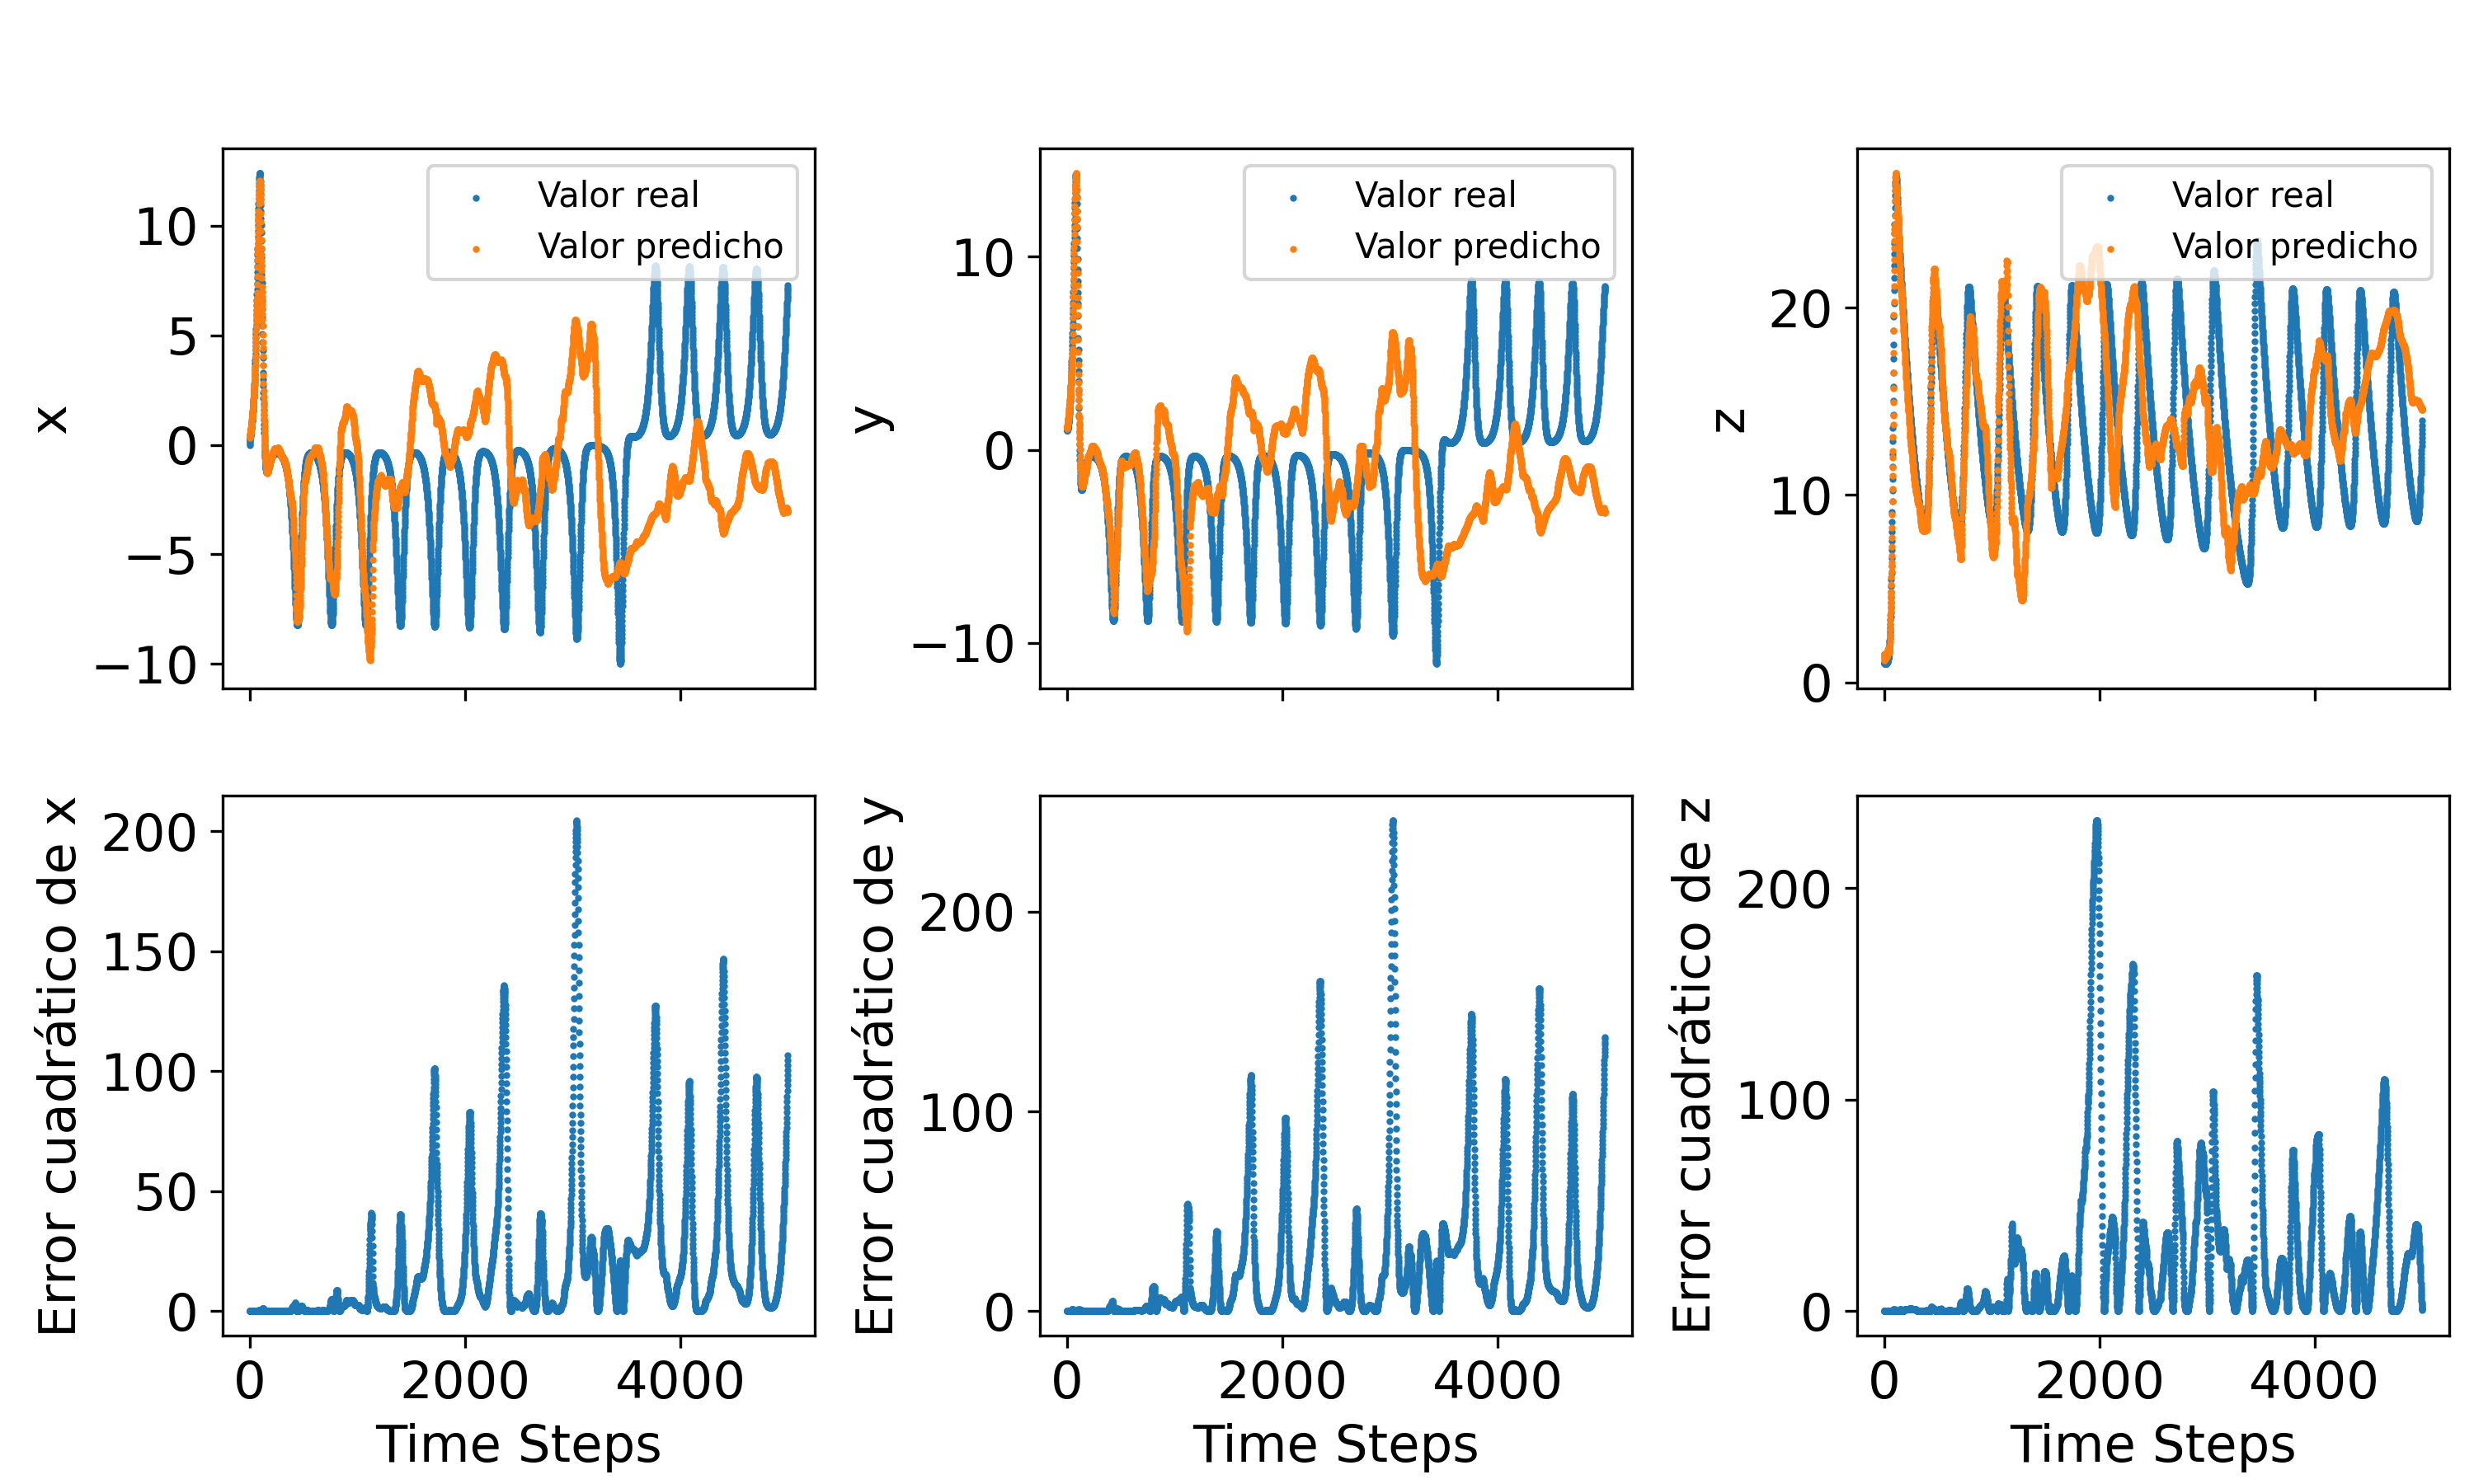 x
10
5
0
−5
−10
Valor real
Valor predicho
y
10
0
−10
Valor real
Valor predicho
z
20
10
0
Valor real
Valor predicho
Error cuadrático de x
200
150
100
50
0
0
2000
4000
Time Steps
Error cuadrático de y
200
100
0
0
2000
4000
Time Steps
Error cuadrático de z
200
100
0
0
2000
4000
Time Steps